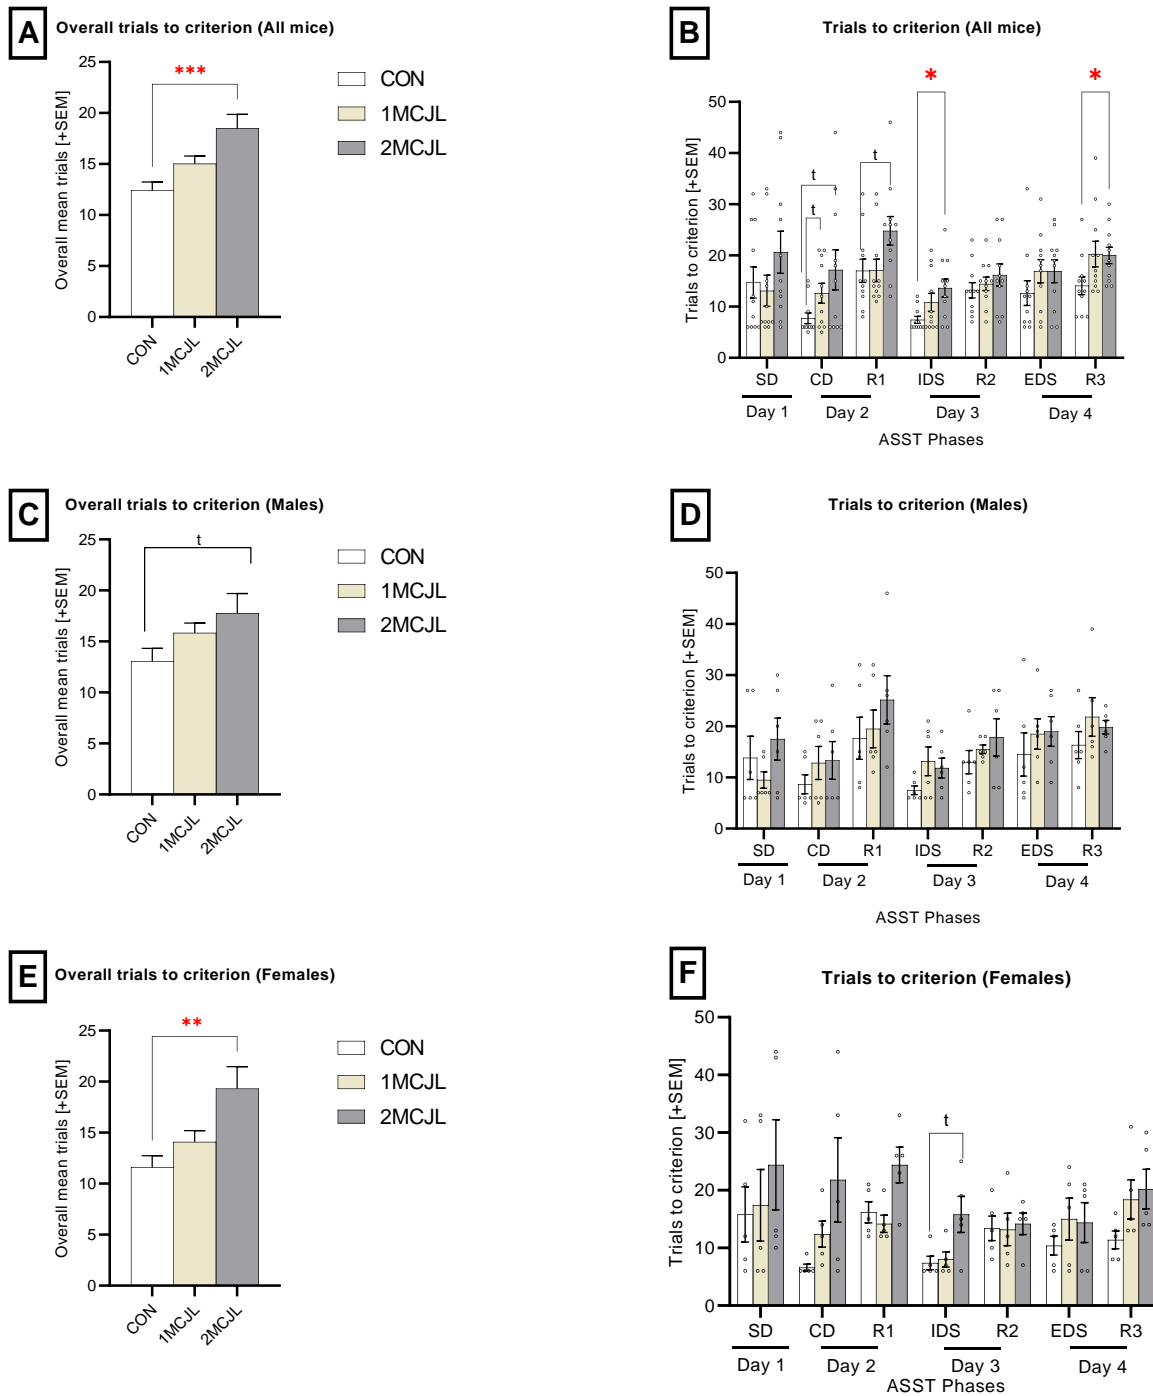 A
Overall trials to criterion (All mice)
Overall mean trials [+SEM]
25
20
15
10
5
0
***
CON
1MCJL
2MCJL
CON
1MCJL
2MCJL
B
Trials to criterion (All mice)
Trials to criterion [+SEM]
50
40
30
20
10
0
t
t
t
*
*
SD
CD
R1
IDS
R2
EDS
R3
Day 1
Day 2
Day 3
Day 4
ASST Phases
C
Overall trials to criterion (Males)
Overall mean trials [+SEM]
25
20
15
10
5
0
t
CON
1MCJL
2MCJL
CON
1MCJL
2MCJL
D
Trials to criterion (Males)
Trials to criterion [+SEM]
50
40
30
20
10
0
SD
CD
R1
IDS
R2
EDS
R3
Day 1
Day 2
Day 3
Day 4
ASST Phases
E
Overall trials to criterion (Females)
Overall mean trials [+SEM]
25
20
15
10
5
0
**
CON
1MCJL
2MCJL
CON
1MCJL
2MCJL
F
Trials to criterion (Females)
Trials to criterion [+SEM]
50
40
30
20
10
0
t
SD
CD
R1
IDS
R2
EDS
R3
Day 1
Day 2
Day 3
Day 4
ASST Phases